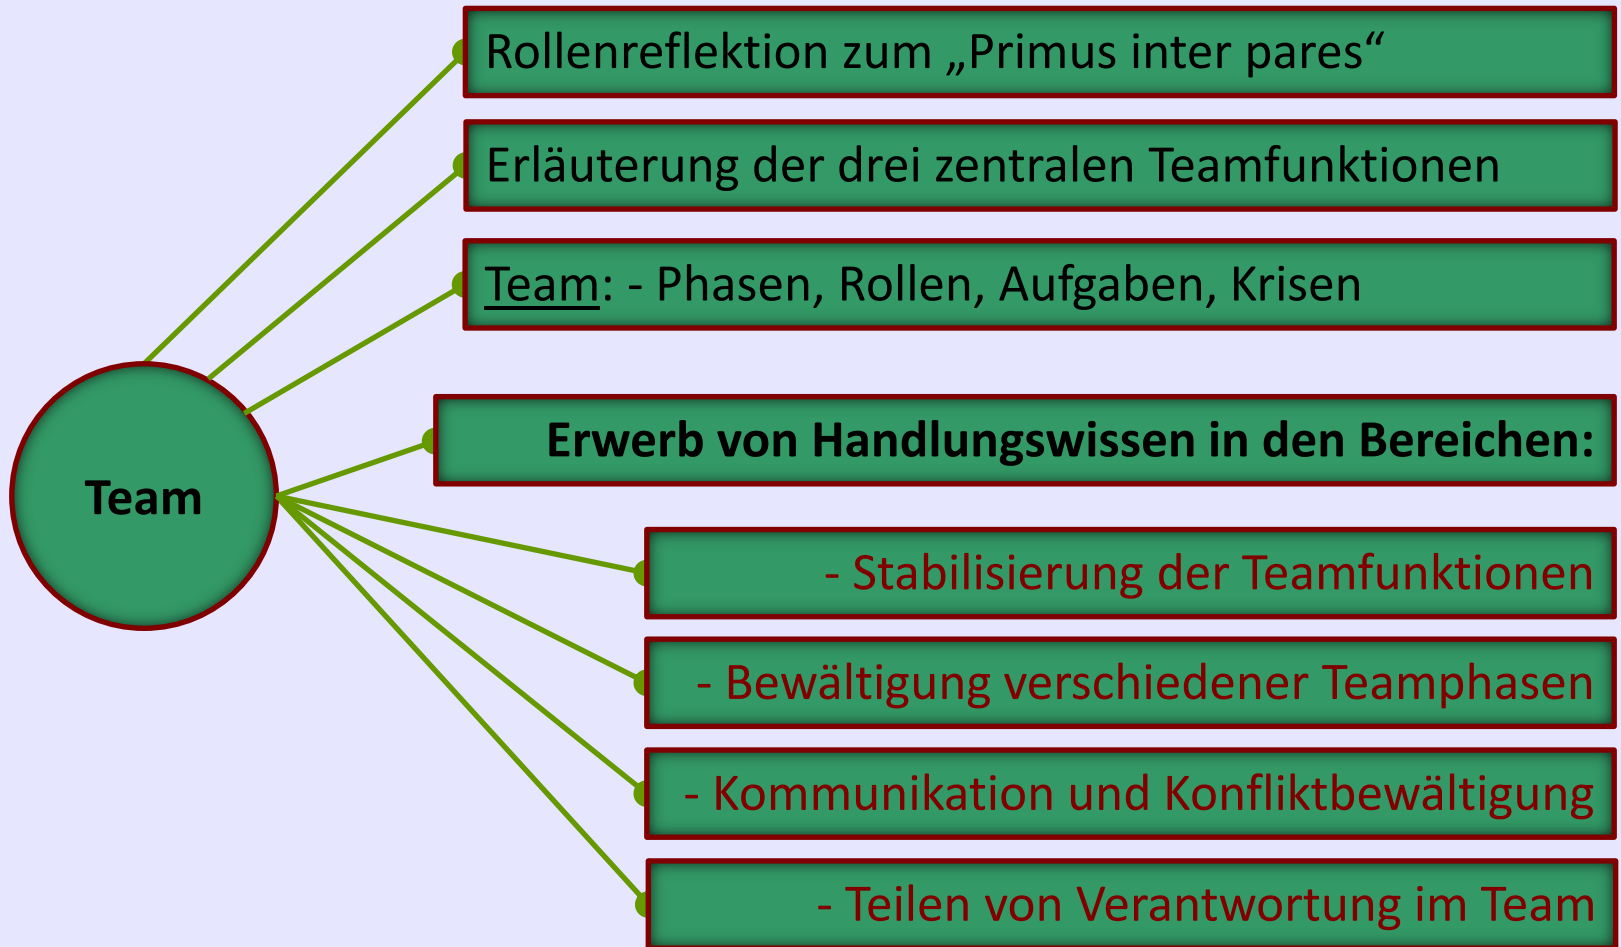 Rollenreflektion zum „Primus inter pares“
Erläuterung der drei zentralen Teamfunktionen
Team: - Phasen, Rollen, Aufgaben, Krisen
Team
Erwerb von Handlungswissen in den Bereichen:
- Stabilisierung der Teamfunktionen
- Bewältigung verschiedener Teamphasen
- Kommunikation und Konfliktbewältigung
- Teilen von Verantwortung im Team